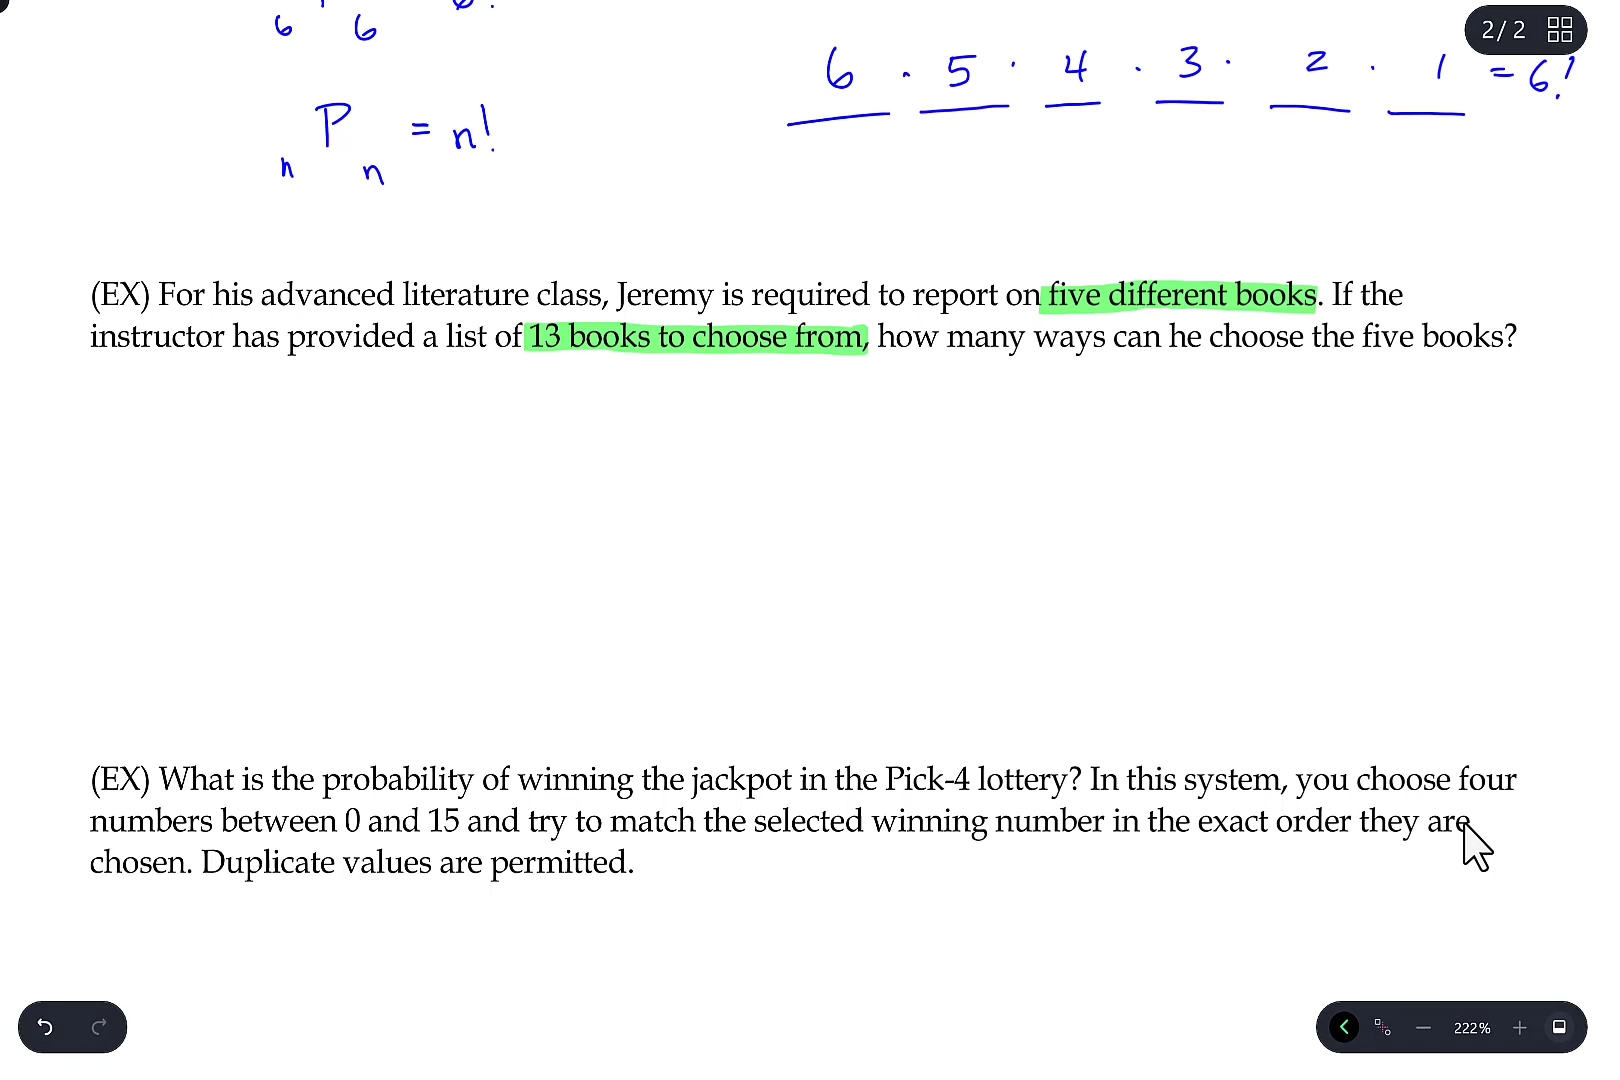 6 6
2/2
6 · 5 · 4 · 3 · 2 · 1 = 6!
n P n = n!
(EX) For his advanced literature class, Jeremy is required to report on five different books. If the
instructor has provided a list of 13 books to choose from, how many ways can he choose the five books?
(EX) What is the probability of winning the jackpot in the Pick-4 lottery? In this system, you choose four
numbers between 0 and 15 and try to match the selected winning number in the exact order they are
chosen. Duplicate values are permitted.
222%